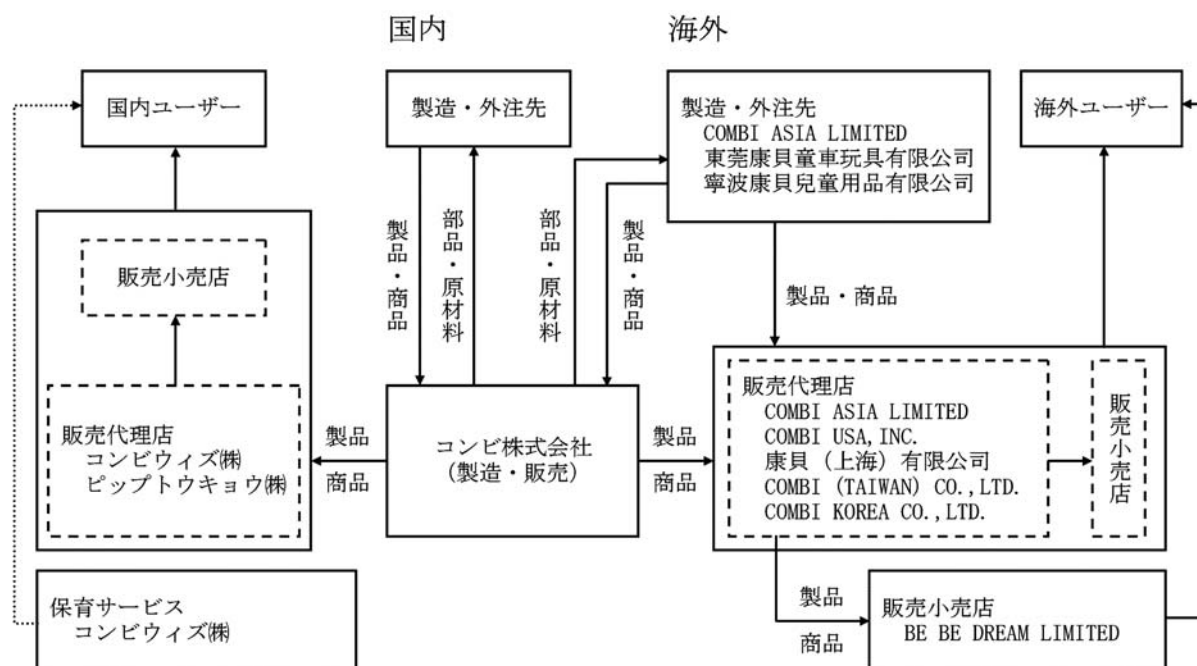 国内
海外
国内ユーザー
製造・外注先
製造・外注先
COMBI ASIA LIMITED
東莞康貝童車玩具有限公司
寧波康貝兒童用品有限公司
海外ユーザー
販売小売店
製品・商品
部品・原材料
部品・原材料
製品・商品
製品・商品
販売代理店
コンビウィズ㈱
ピップトウキョウ㈱
製品
商品
コンビ株式会社
(製造・販売)
製品
商品
販売代理店
COMBI ASIA LIMITED
COMBI USA,INC.
康貝 (上海) 有限公司
COMBI (TAIWAN) CO.,LTD.
COMBI KOREA CO.,LTD.
販売小売店
保育サービス
コンビウィズ㈱
製品
商品
販売小売店
BE BE DREAM LIMITED